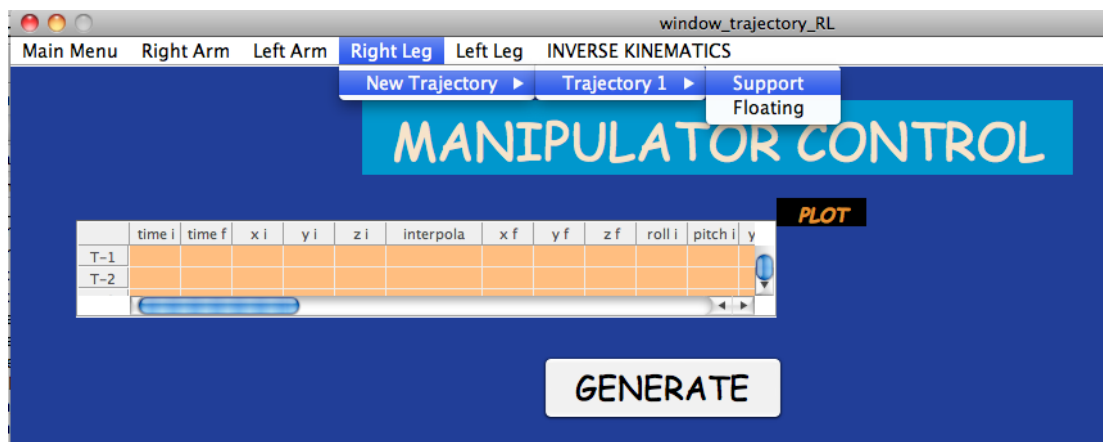 window_trajectory_RL
Main Menu Right Arm Left Arm Right Leg Left Leg INVERSE KINEMATICS
New Trajectory Trajectory 1 Support
Floating
MANIPULATOR CONTROL
PLOT
time i time f x i y i z i interpola x f y f z f roll i pitch i y
T-1
T-2
GENERATE